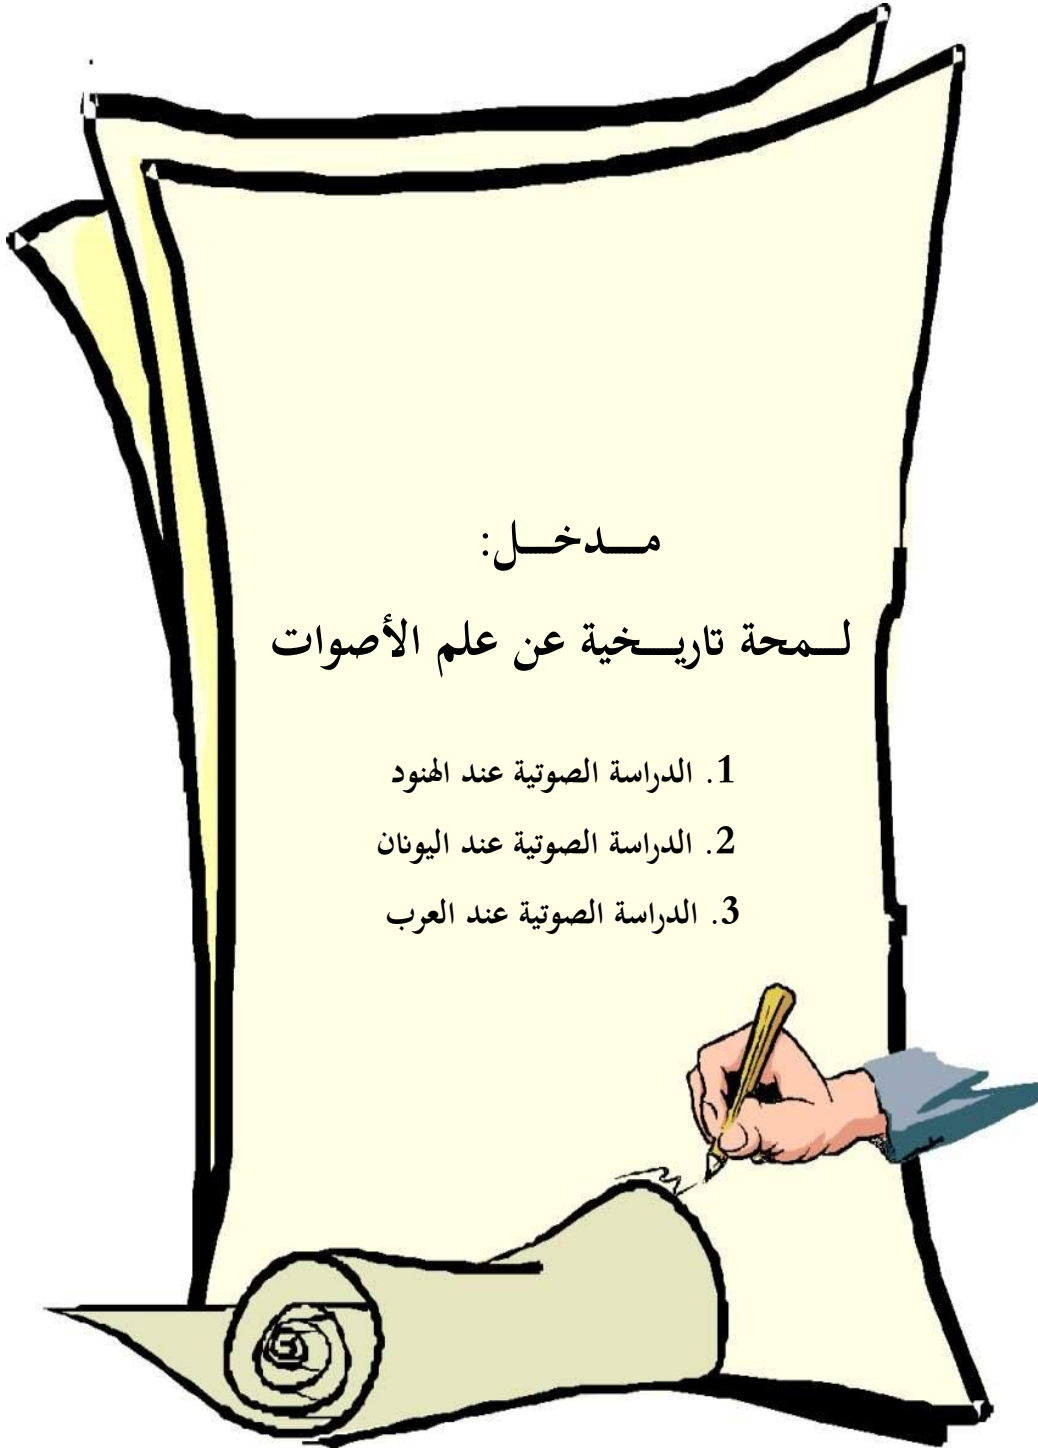 مـــدخـــل:
لـــمحة تاريـــخية عن علم الأصوات
1. الدراسة الصوتية عند الهنود
2. الدراسة الصوتية عند اليونان
3. الدراسة الصوتية عند العرب